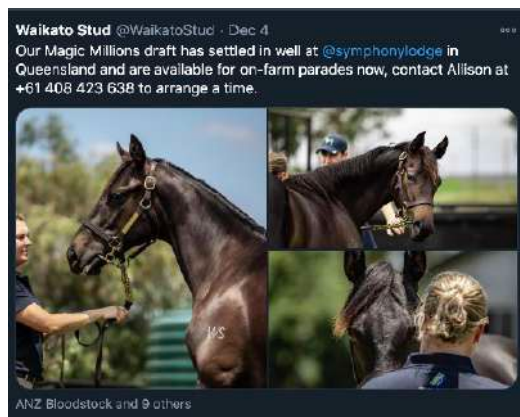 Waikato Stud @WaikatoStud · Dec 4
Our Magic Millions draft has settled in well at @symphonylodge in
Queensland and are available for on-farm parades now, contact Allison at
+61 408 423 638 to arrange a time.
ANZ Bloodstock and 9 others